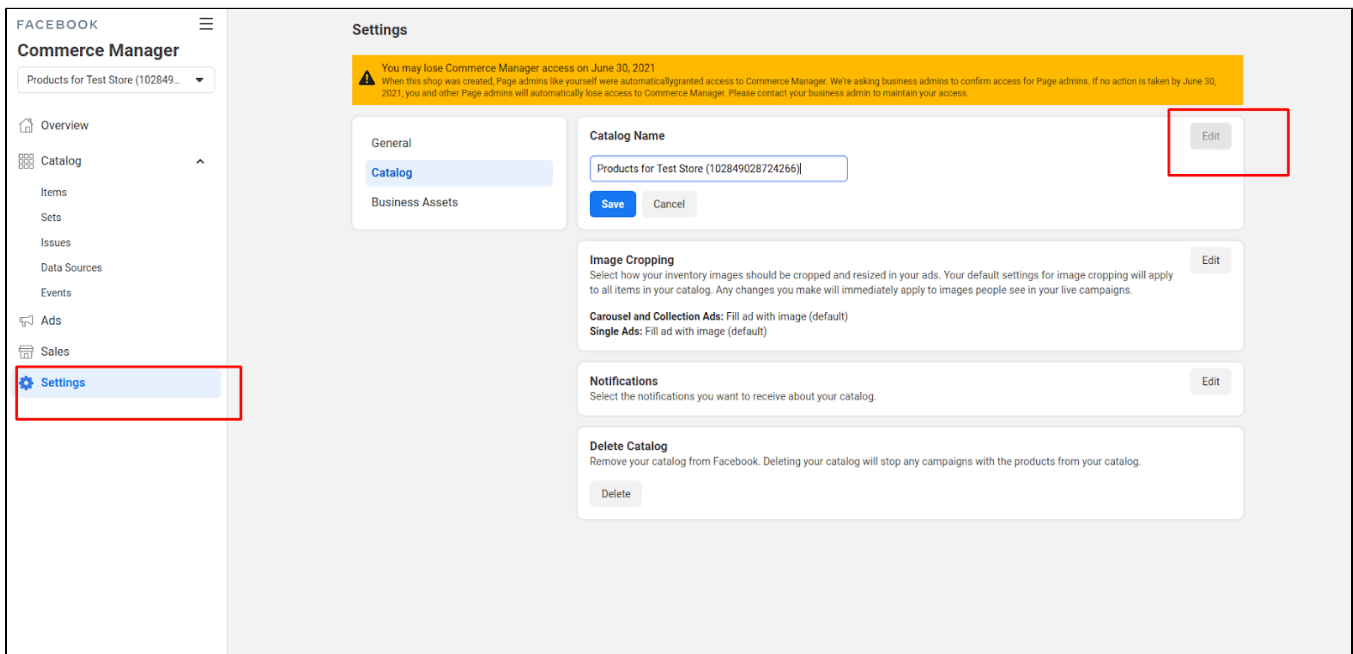 FACEBOOK
Commerce Manager
Products for Test Store (102849...
Overview
Catalog
Items
Sets
Issues
Data Sources
Events
Ads
Sales
Settings
Settings
You may lose Commerce Manager access on June 30, 2021
When this shop was created, Page admins like yourself were automaticallygranted access to Commerce Manager. We're asking business admins to confirm access for Page admins. If no action is taken by June 30,
2021, you and other Page admins will automatically lose access to Commerce Manager. Please contact your business admin to maintain your access.
General
Catalog
Business Assets
Catalog Name
Edit
Products for Test Store (102849028724266)
Save
Cancel
Image Cropping
Edit
Select how your inventory images should be cropped and resized in your ads. Your default settings for image cropping will apply
to all items in your catalog. Any changes you make will immediately apply to images people see in your live campaigns.
Carousel and Collection Ads: Fill ad with image (default)
Single Ads: Fill ad with image (default)
Notifications
Edit
Select the notifications you want to receive about your catalog.
Delete Catalog
Remove your catalog from Facebook. Deleting your catalog will stop any campaigns with the products from your catalog.
Delete